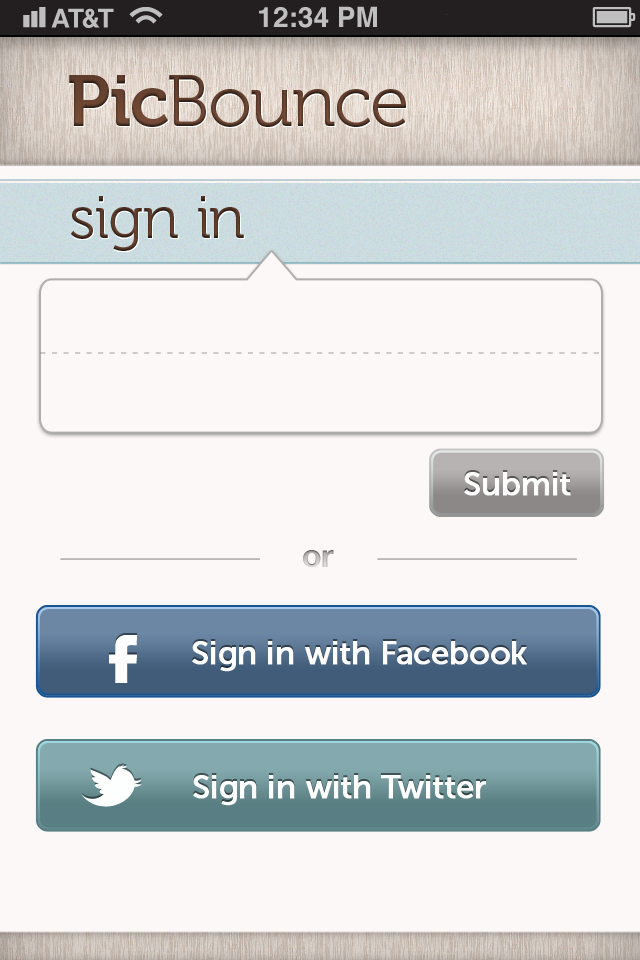 AT&T 12:34 PM
PicBounce
sign in
Submit
or
Sign in with Facebook
Sign in with Twitter